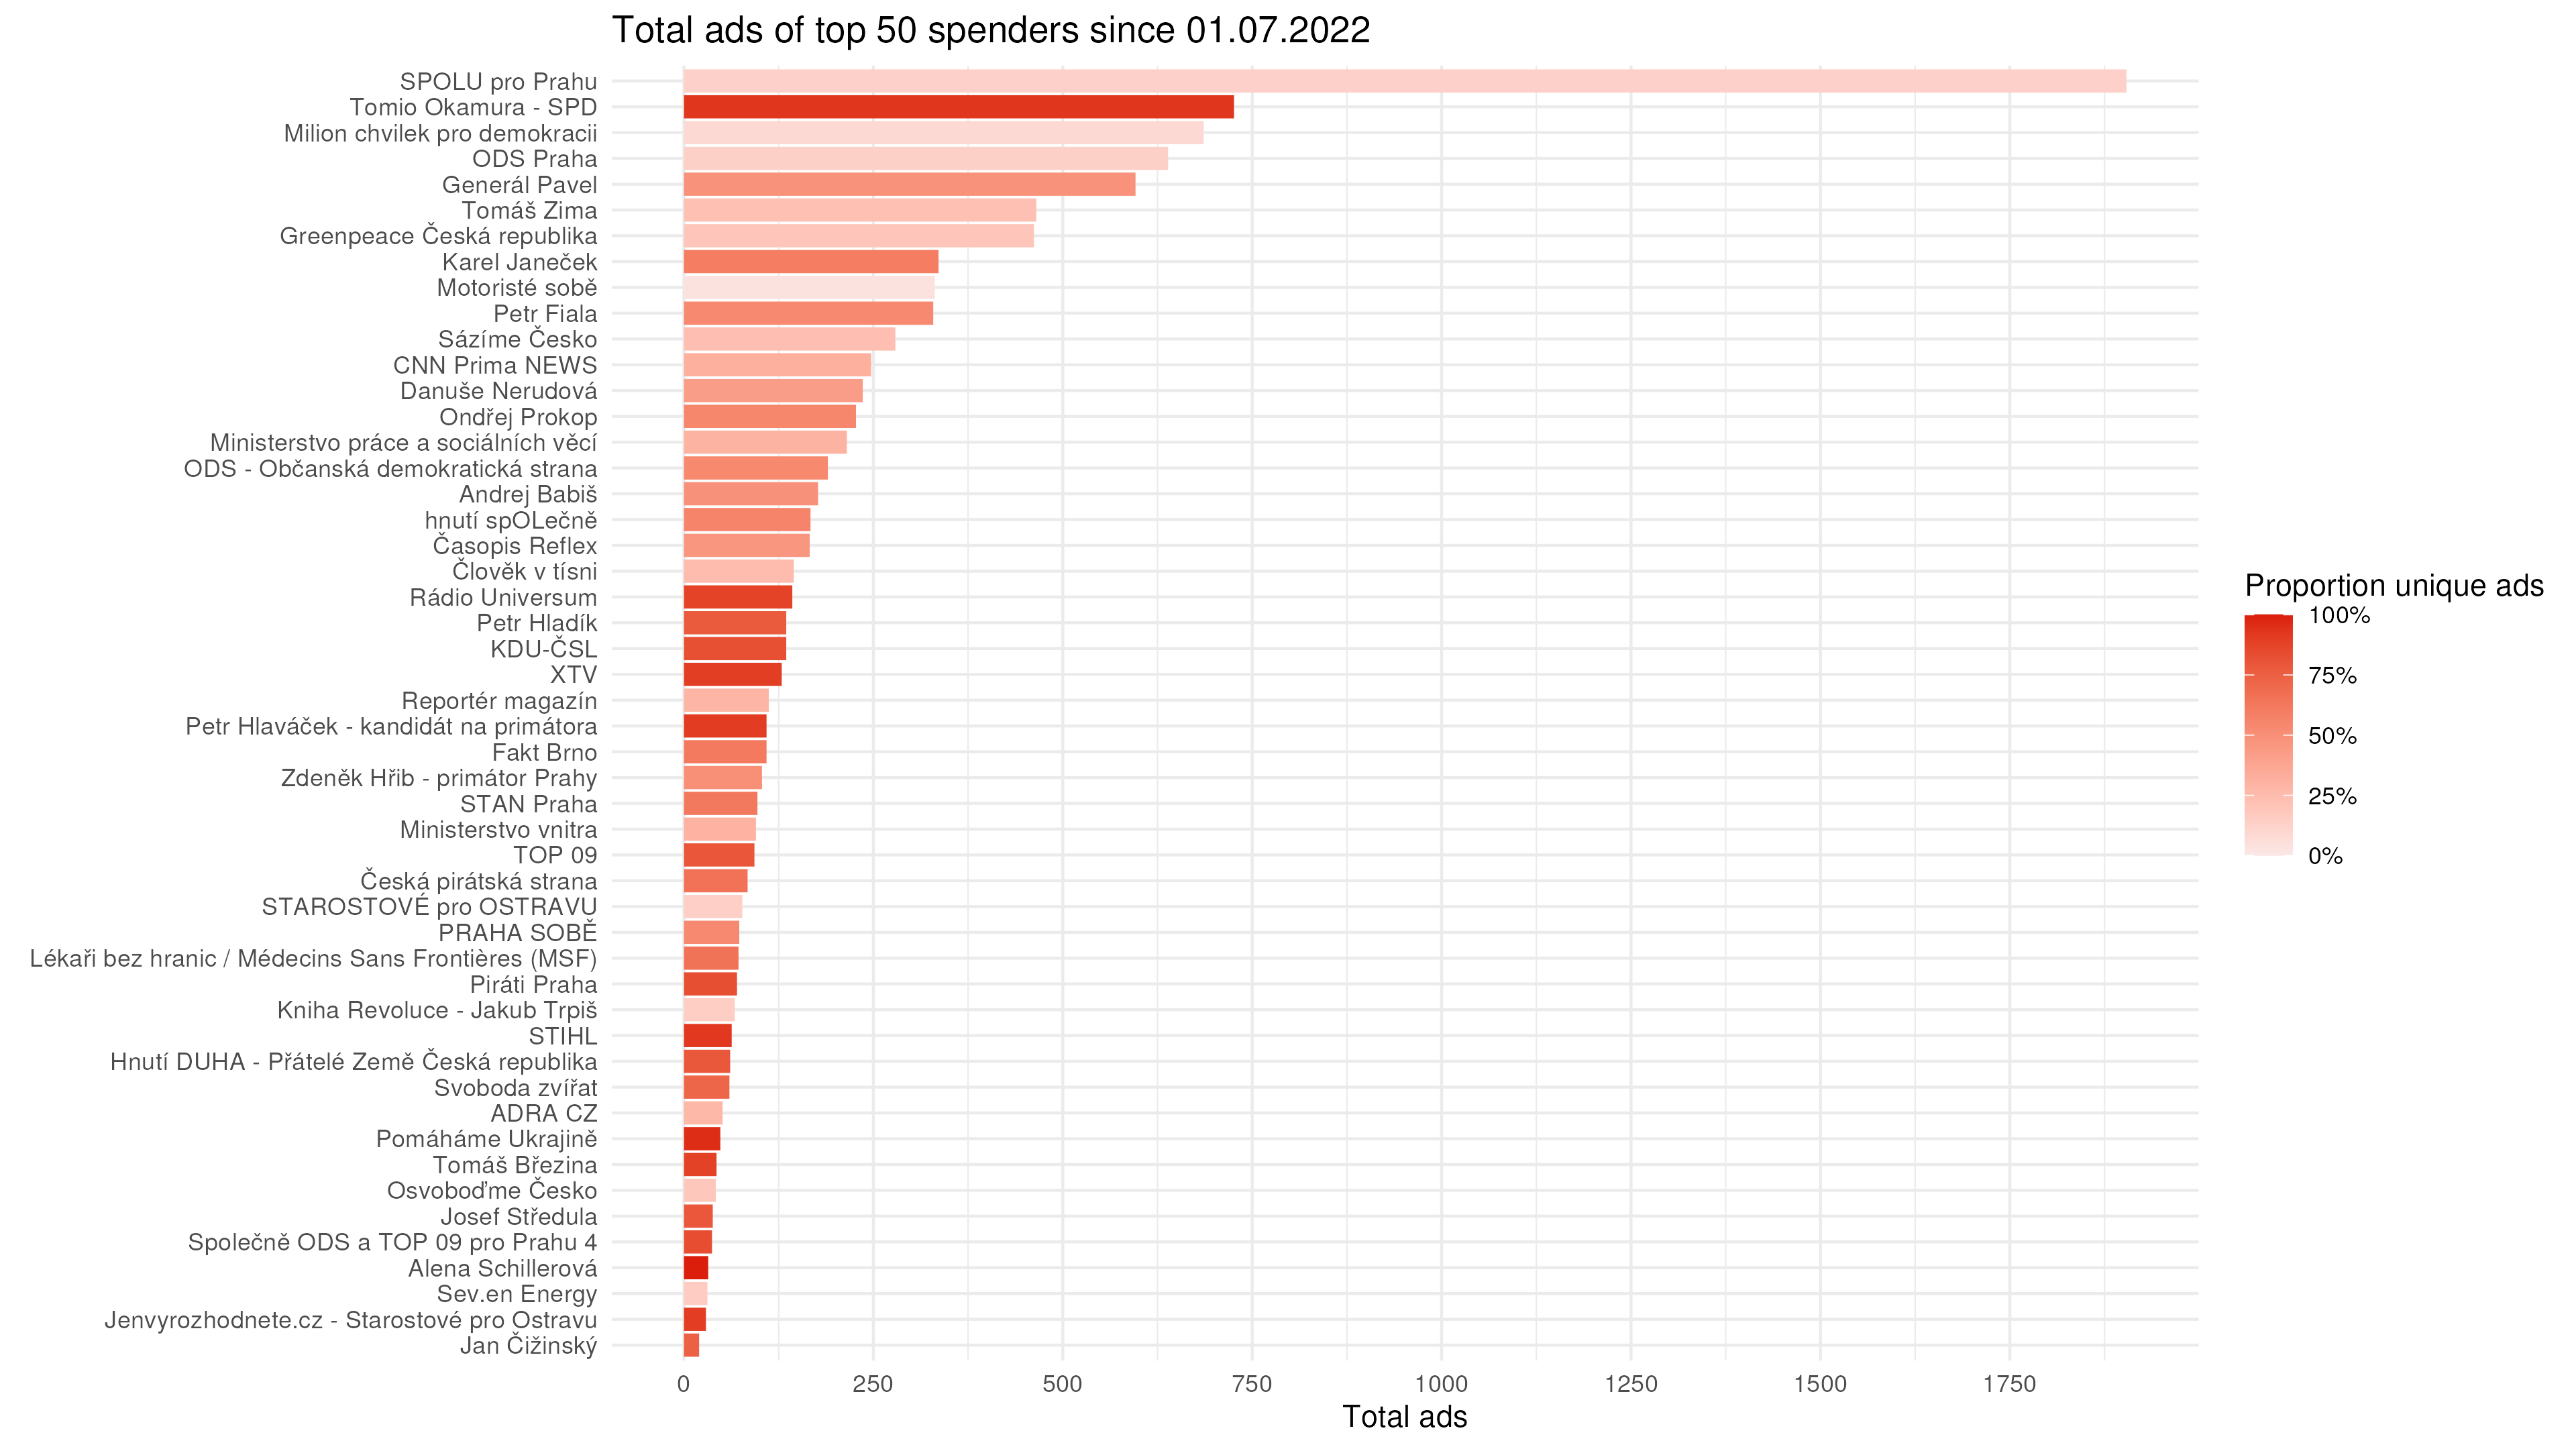 Total ads of top 50 spenders since 01.07.2022
SPOLU pro Prahu
Tomio Okamura - SPD
Milion chvilek pro demokracii
ODS Praha
Generál Pavel
Tomáš Zima
Greenpeace Česká republika
Karel Janeček
Motoristé sobě
Petr Fiala
Sázíme Česko
CNN Prima NEWS
Danuše Nerudová
Ondřej Prokop
Ministerstvo práce a sociálních věcí
ODS - Občanská demokratická strana
Andrej Babiš
hnutí spOLečně
Časopis Reflex
Člověk v tísni
Rádio Universum
Petr Hladík
KDU-ČSL
XTV
Reportér magazín
Petr Hlaváček - kandidát na primátora
Fakt Brno
Zdeněk Hřib - primátor Prahy
STAN Praha
Ministerstvo vnitra
TOP 09
Česká pirátská strana
STAROSTOVÉ pro OSTRAVU
PRAHA SOBĚ
Lékaři bez hranic / Médecins Sans Frontières (MSF)
Piráti Praha
Kniha Revoluce - Jakub Trpiš
STIHL
Hnutí DUHA - Přátelé Země Česká republika
Svoboda zvířat
ADRA CZ
Pomáháme Ukrajině
Tomáš Březina
Osvoboďme Česko
Josef Středula
Společně ODS a TOP 09 pro Prahu 4
Alena Schillerová
Sev.en Energy
Jenvyrozhodnete.cz - Starostové pro Ostravu
Jan Čižinský
0 250 500 750 1000 1250 1500 1750
Total ads
Proportion unique ads
100%
75%
50%
25%
0%